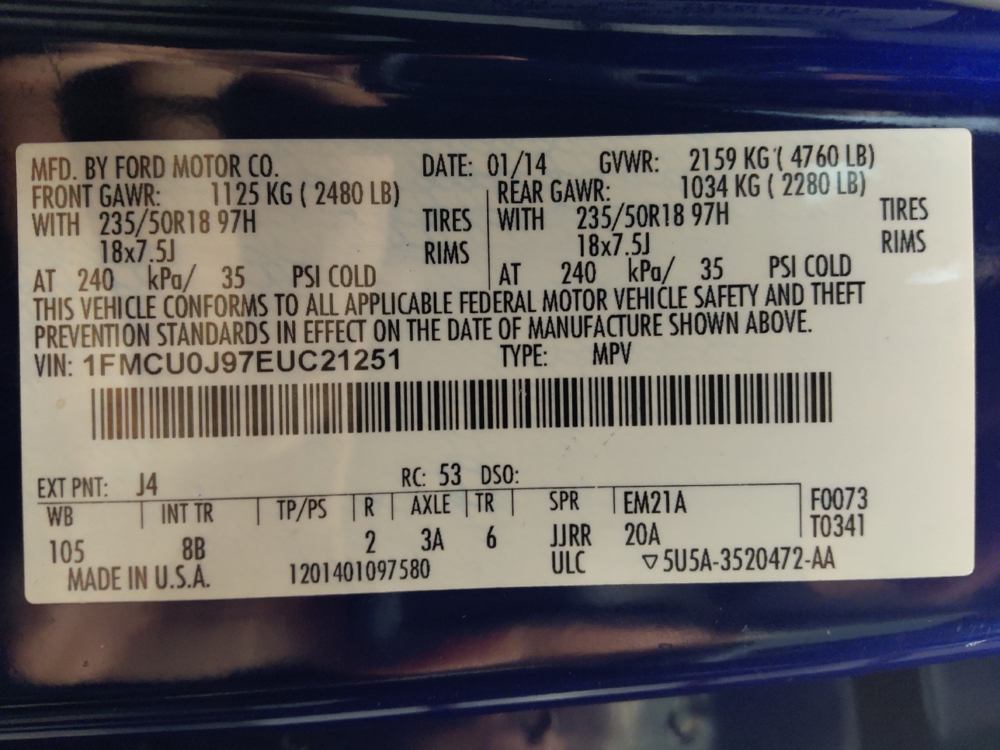 MFD. BY FORD MOTOR CO. DATE: 01/14 GVWR: 2159 KG ( 4760 LB)
FRONT GAWR: 1125 KG ( 2480 LB) REAR GAWR: 1034 KG ( 2280 LB)
WITH 235/50R18 97H TIRES WITH 235/50R18 97H TIRES
18x7.5J RIMS 18x7.5J RIMS
AT 240 kPa/ 35 PSI COLD AT 240 kPa/ 35 PSI COLD
THIS VEHICLE CONFORMS TO ALL APPLICABLE FEDERAL MOTOR VEHICLE SAFETY AND THEFT
PREVENTION STANDARDS IN EFFECT ON THE DATE OF MANUFACTURE SHOWN ABOVE.
VIN: 1FMCU0J97EUC21251 TYPE: MPV
EXT PNT: J4 RC: 53 DSO:
WB INT TR TP/PS R AXLE TR SPR EM21A F0073
105 8B 2 3A 6 JJRR 20A T0341
MADE IN U.S.A. 1201401097580 ULC ▽5U5A-3520472-AA